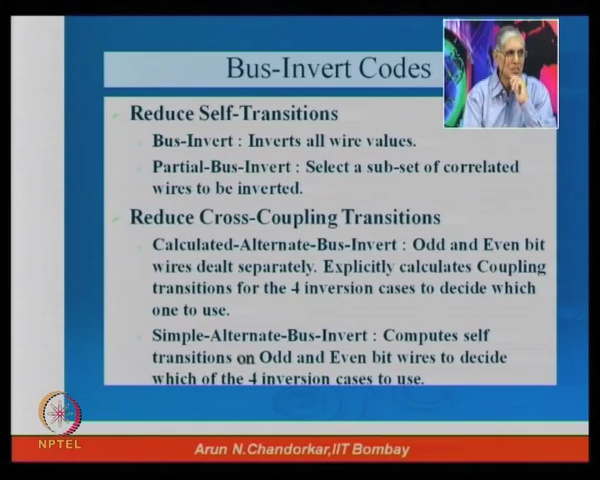 Bus-Invert Codes
Reduce Self-Transitions
Bus-Invert : Inverts all wire values.
Partial-Bus-Invert : Select a sub-set of correlated
wires to be inverted.
Reduce Cross-Coupling Transitions
Calculated-Alternate-Bus-Invert : Odd and Even bit
wires dealt separately. Explicitly calculates Coupling
transitions for the 4 inversion cases to decide which
one to use.
Simple-Alternate-Bus-Invert : Computes self
transitions on Odd and Even bit wires to decide
which of the 4 inversion cases to use.
NPTEL
Arun N.Chandorkar,IIT Bombay